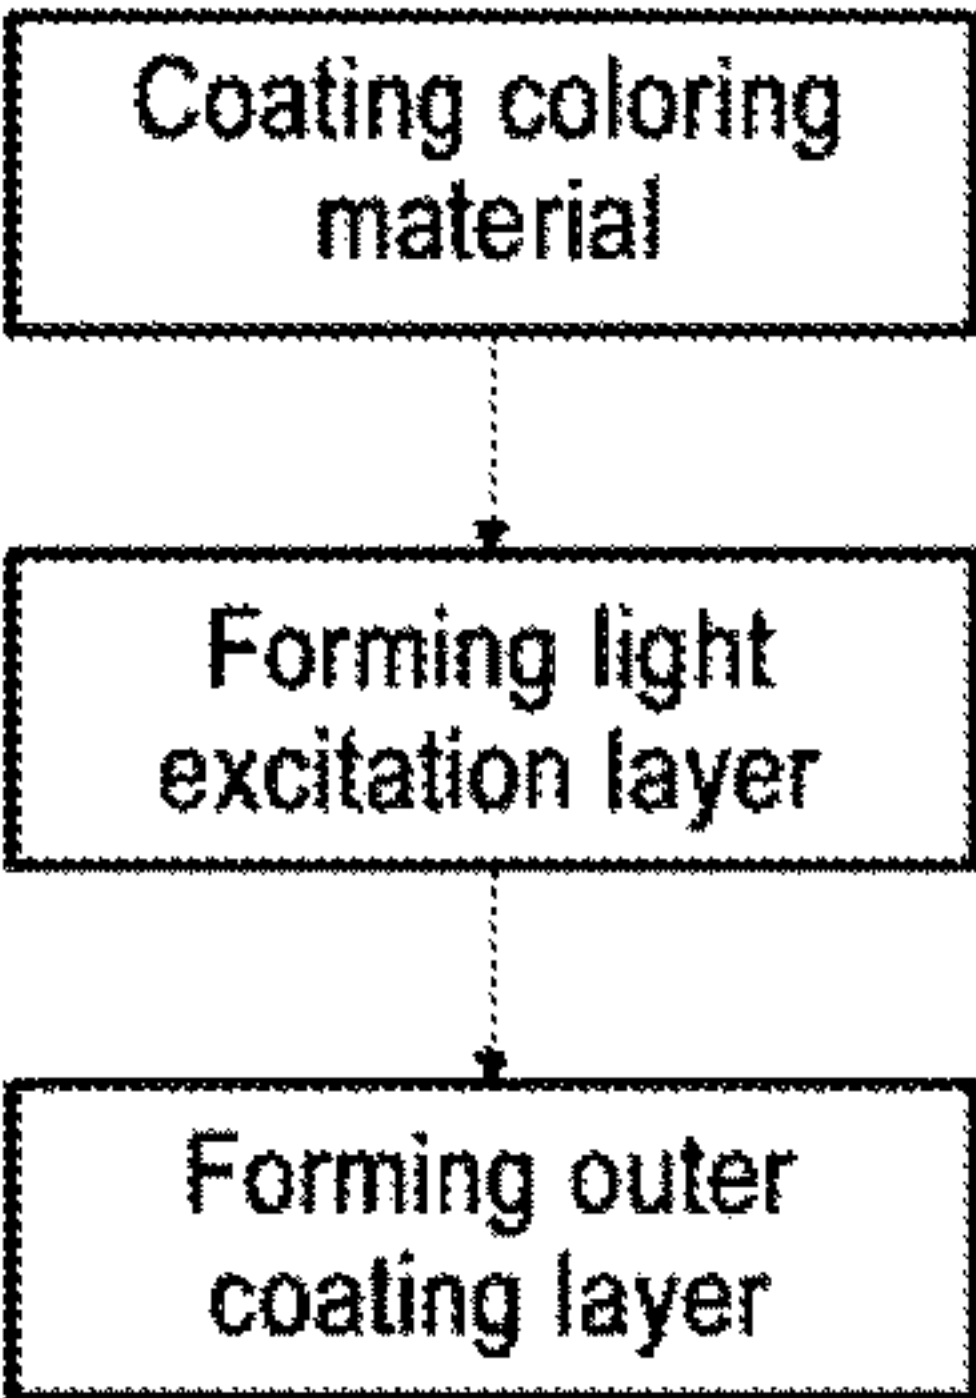 Coating coloring
material
Forming light
excitation layer
Forming outer
coating layer